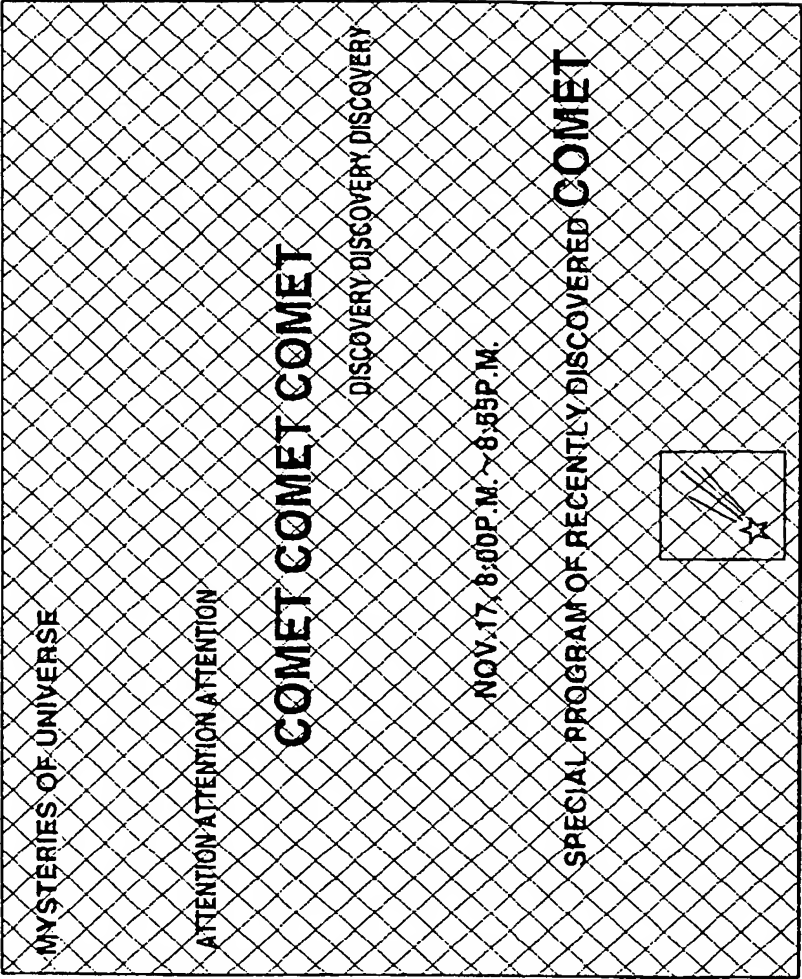 MYSTERIES OF UNIVERSE
ATTENTION ATTENTION ATTENTION
COMET COMET COMET
DISCOVERY DISCOVERY DISCOVERY
NOV.17, 8:00P.M.~8:55P.M.
SPECIAL PROGRAM OF RECENTLY DISCOVERED COMET